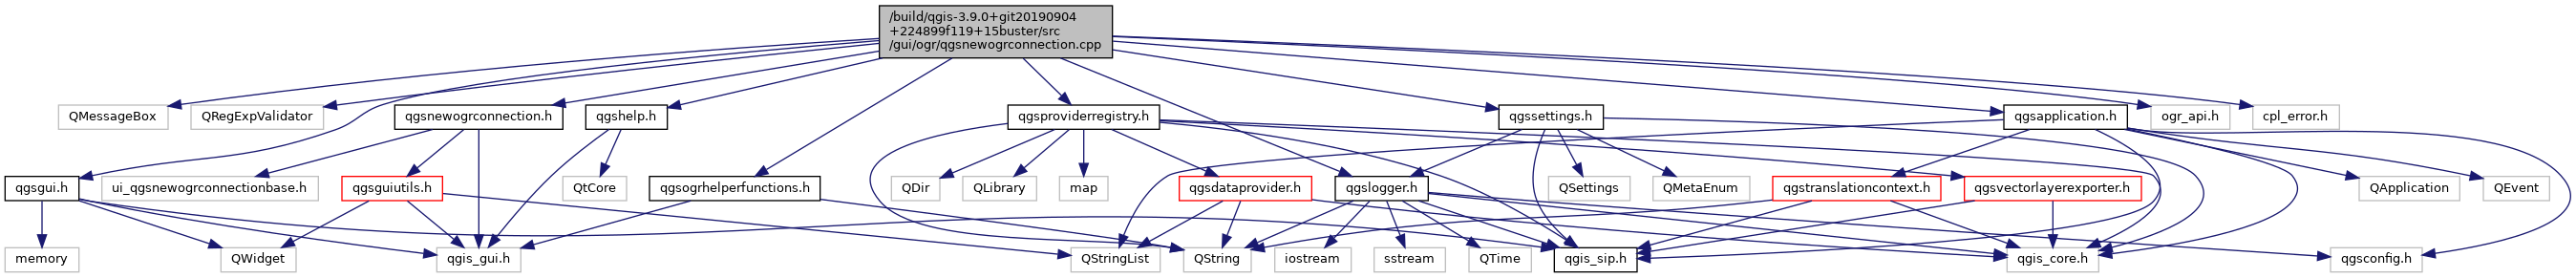 /build/qgis-3.9.0+git20190904
+224899f119+15buster/src
/gui/ogr/qgsnewogrconnection.cpp
QMessageBox
QRegExpValidator
qgsnewogrconnection.h
qgshelp.h
qgsproviderregistry.h
qgssettings.h
qgsapplication.h
ogr_api.h
cpl_error.h
qgsgui.h
ui_qgsnewogrconnectionbase.h
qgsguiutils.h
QtCore
qgsogrhelperfunctions.h
QDir
QLibrary
map
qgsdataprovider.h
qgslogger.h
QSettings
QMetaEnum
qgstranslationcontext.h
qgsvectorlayerexporter.h
QApplication
QEvent
memory
QWidget
qgis_gui.h
QStringList
QString
iostream
sstream
QTime
qgis_sip.h
qgis_core.h
qgsconfig.h